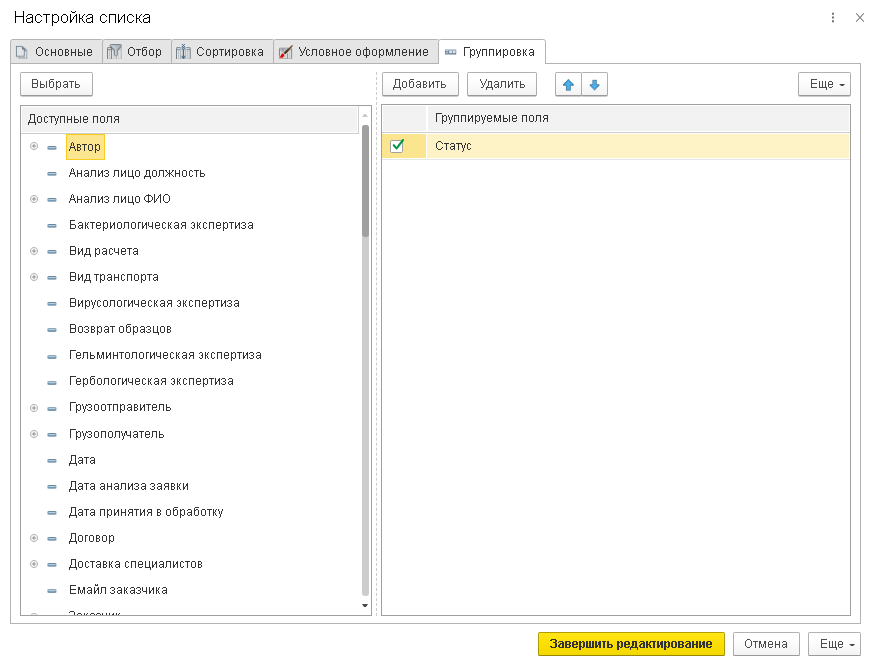 Настройка списка
Основные
Отбор
Сортировка
Условное оформление
Группировка
Выбрать
Добавить
Удалить
Еще
Доступные поля
Группируемые поля
Автор
Статус
Анализ лицо должность
Анализ лицо ФИО
Бактериологическая экспертиза
Вид расчета
Вид транспорта
Вирусологическая экспертиза
Возврат образцов
Гельминтологическая экспертиза
Гербологическая экспертиза
Грузоотправитель
Грузополучатель
Дата
Дата анализа заявки
Дата принятия в обработку
Договор
Доставка специалистов
Емайл заказчика
Завершить редактирование
Отмена
Еще